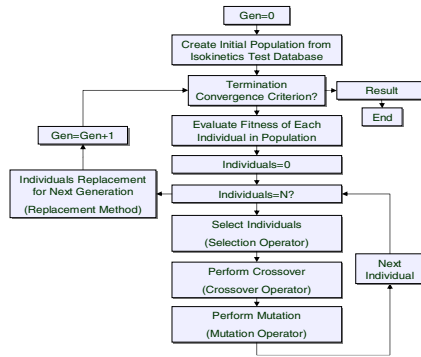 Gen=0
Create Initial Population from
Isokinetics Test Database
Termination
Convergence Criterion?
Result
End
Gen=Gen+1
Evaluate Fitness of Each
Individual in Population
Individuals=0
Individuals Replacement
for Next Generation
(Replacement Method)
Individuals=N?
Select Individuals
(Selection Operator)
Perform Crossover
(Crossover Operator)
Next
Individual
Perform Mutation
(Mutation Operator)